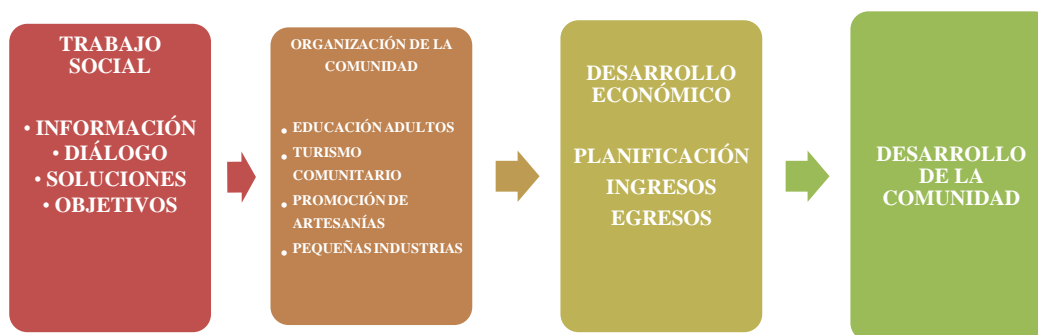 TRABAJO
SOCIAL
• INFORMACIÓN
• DIÁLOGO
• SOLUCIONES
• OBJETIVOS
ORGANIZACIÓN DE LA
COMUNIDAD
• EDUCACIÓN ADULTOS
• TURISMO
COMUNITARIO
• PROMOCIÓN DE
ARTESANÍAS
• PEQUEÑAS INDUSTRIAS
DESARROLLO
ECONÓMICO
PLANIFICACIÓN
INGRESOS
EGRESOS
DESARROLLO
DE LA
COMUNIDAD